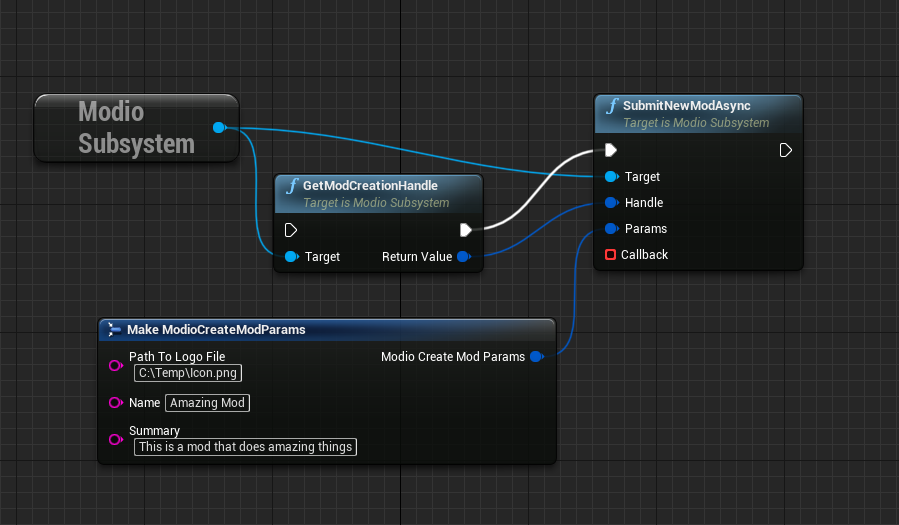 Modio
Subsystem
f GetModCreationHandle
Target is Modio Subsystem
Target
Return Value
f SubmitNewModAsync
Target is Modio Subsystem
Target
Handle
Params
Callback
Make ModioCreateModParams
Path To Logo File
C:\Temp\Icon.png
Modio Create Mod Params
Name Amazing Mod
Summary
This is a mod that does amazing things